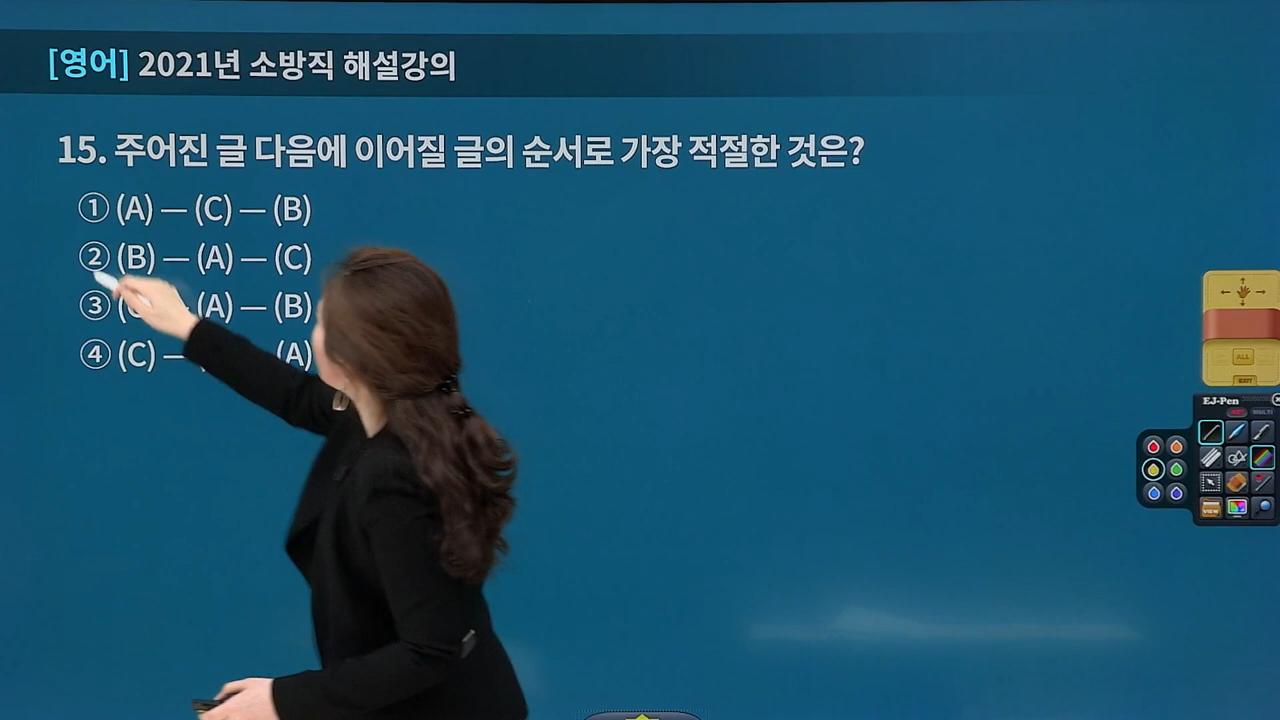 [영어] 2021년 소방직 해설강의
15. 주어진 글 다음에 이어질 글의 순서로 가장 적절한 것은?
① (A) ─ (C) ─ (B)
② (B) ─ (A) ─ (C)
③ (A) ─ (B)
④ (C) ─ (A)
ALL
EXIT
EJ-Pen
MULTI
VIEW